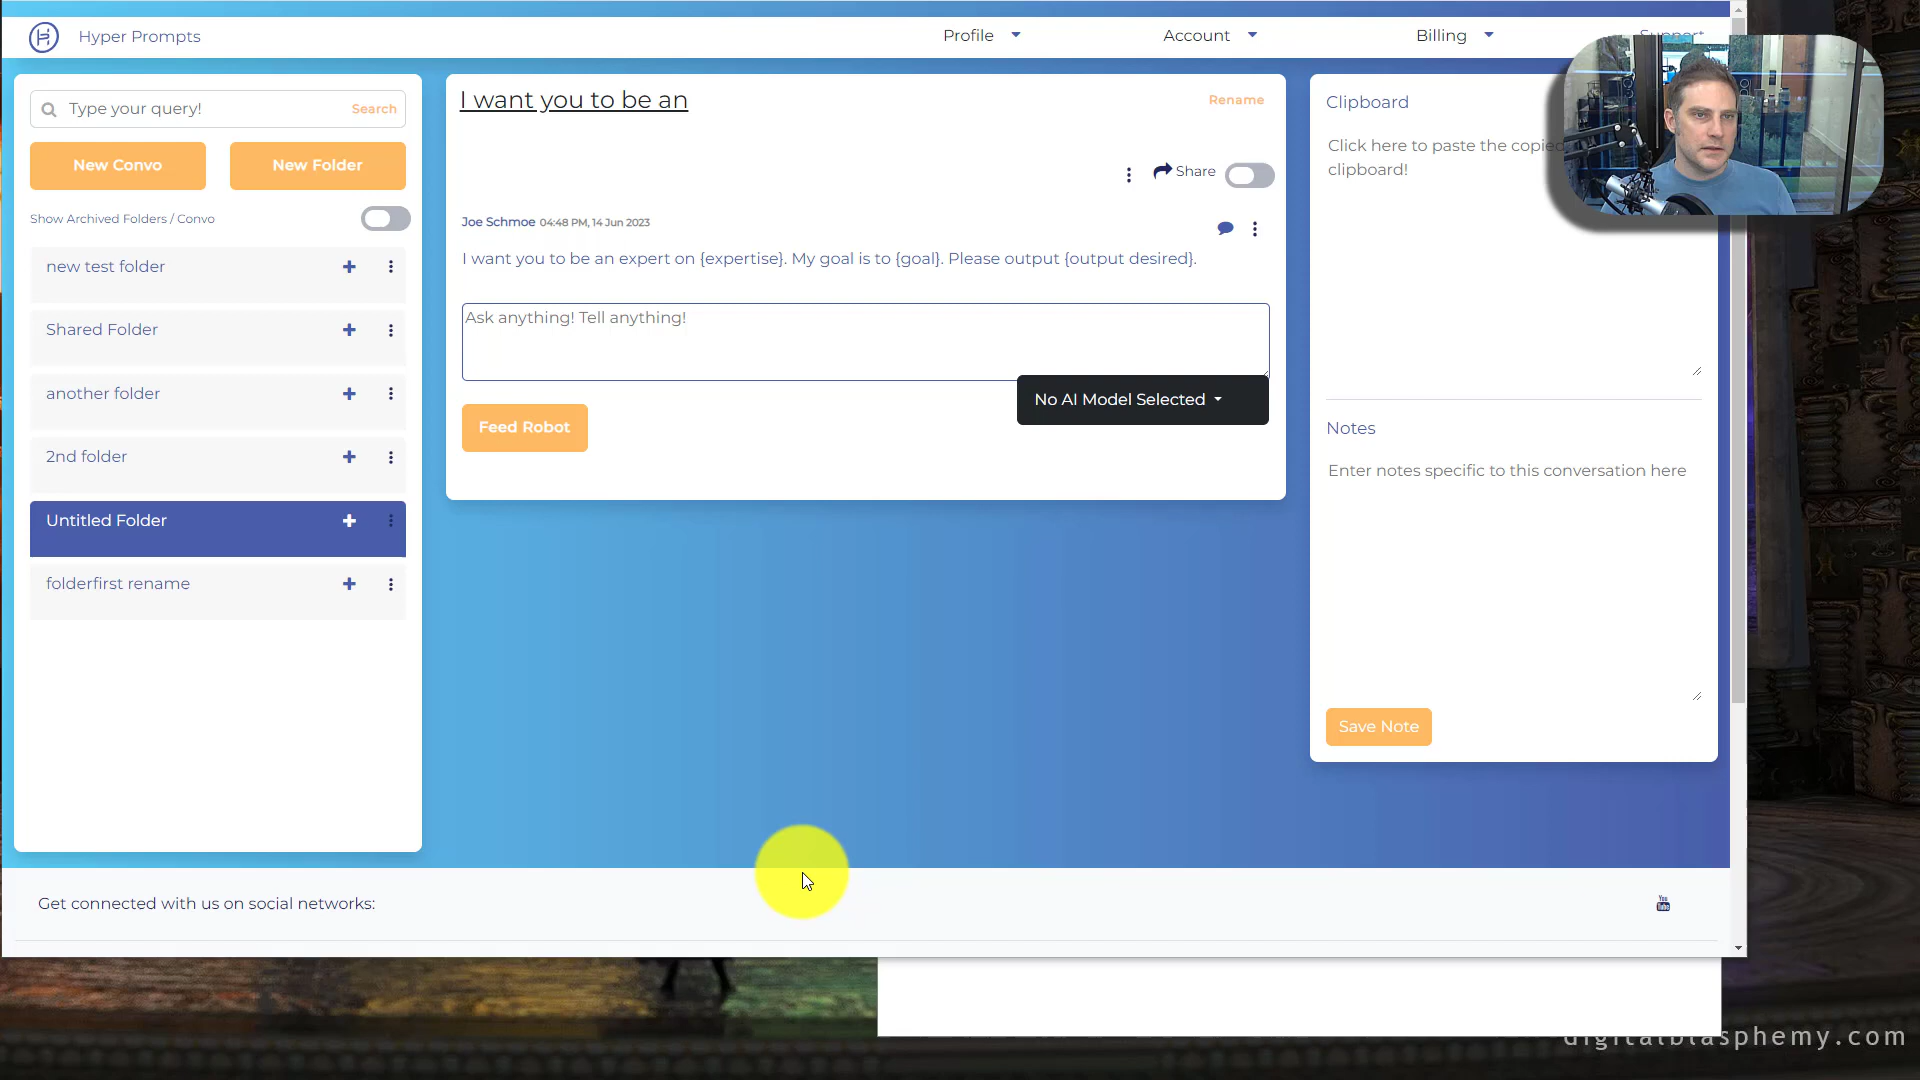 Hyper Prompts
Profile
Account
Billing
Support
Type your query!
Search
New Convo
New Folder
Show Archived Folders / Convo
new test folder
Shared Folder
another folder
2nd folder
Untitled Folder
folderfirst rename
I want you to be an
Rename
Share
Joe Schmoe 04:48 PM, 14 Jun 2023
I want you to be an expert on {expertise}. My goal is to {goal}. Please output {output desired}.
Ask anything! Tell anything!
No AI Model Selected
Feed Robot
Clipboard
Click here to paste the copied
clipboard!
Notes
Enter notes specific to this conversation here
Save Note
Get connected with us on social networks:
You
Tube
digitalblasphemy.com